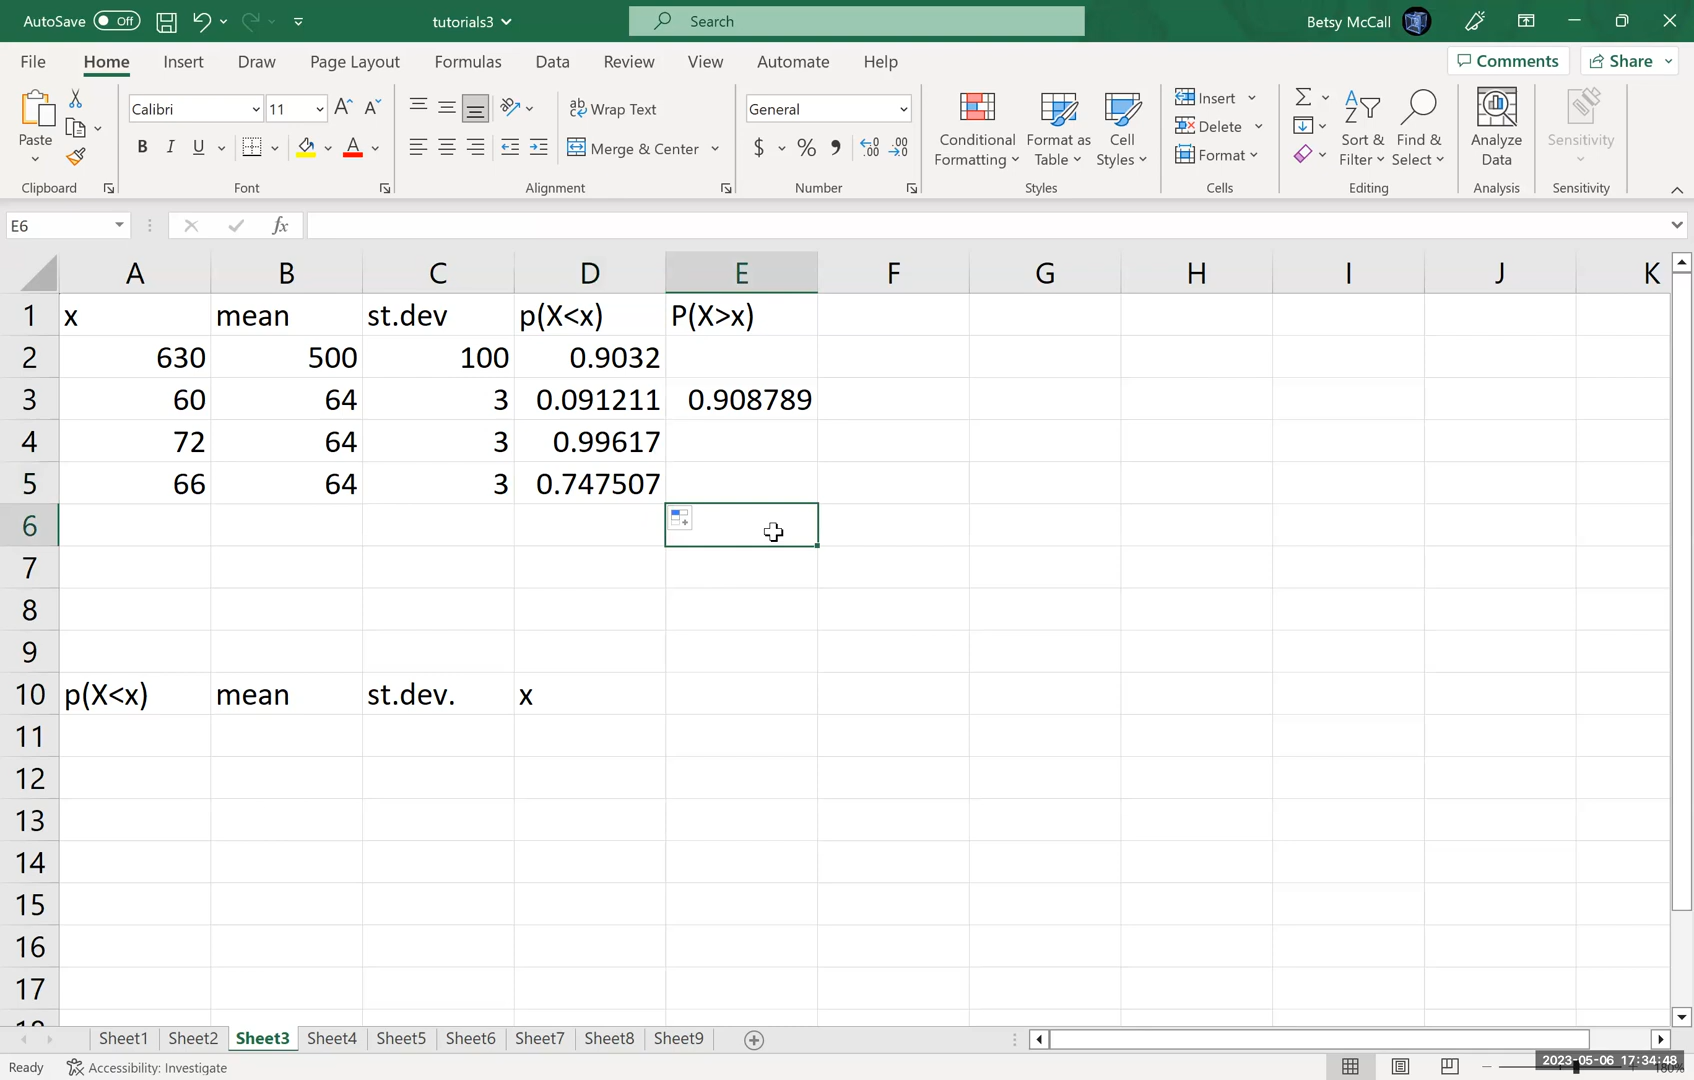 AutoSave Off tutorials3 Search Betsy McCall
File Home Insert Draw Page Layout Formulas Data Review View Automate Help Comments Share
Paste
Clipboard
Calibri 11
B I U A
Font
Wrap Text
Merge & Center
Alignment
General
$ % , .00
Number
Conditional Formatting
Format as Table
Cell Styles
Styles
Insert
Delete
Format
Cells
Sort & Filter
Find & Select
Editing
Analyze Data
Analysis
Sensitivity
Sensitivity
E6 fx
A B C D E F G H I J K
1 x mean st.dev p(X<x) P(X>x)
2 630 500 100 0.9032
3 60 64 3 0.091211 0.908789
4 72 64 3 0.99617
5 66 64 3 0.747507
6
7
8
9
10 p(X<x) mean st.dev. x
11
12
13
14
15
16
17
Sheet1 Sheet2 Sheet3 Sheet4 Sheet5 Sheet6 Sheet7 Sheet8 Sheet9
Ready Accessibility: Investigate 2023-05-06 17:34:48